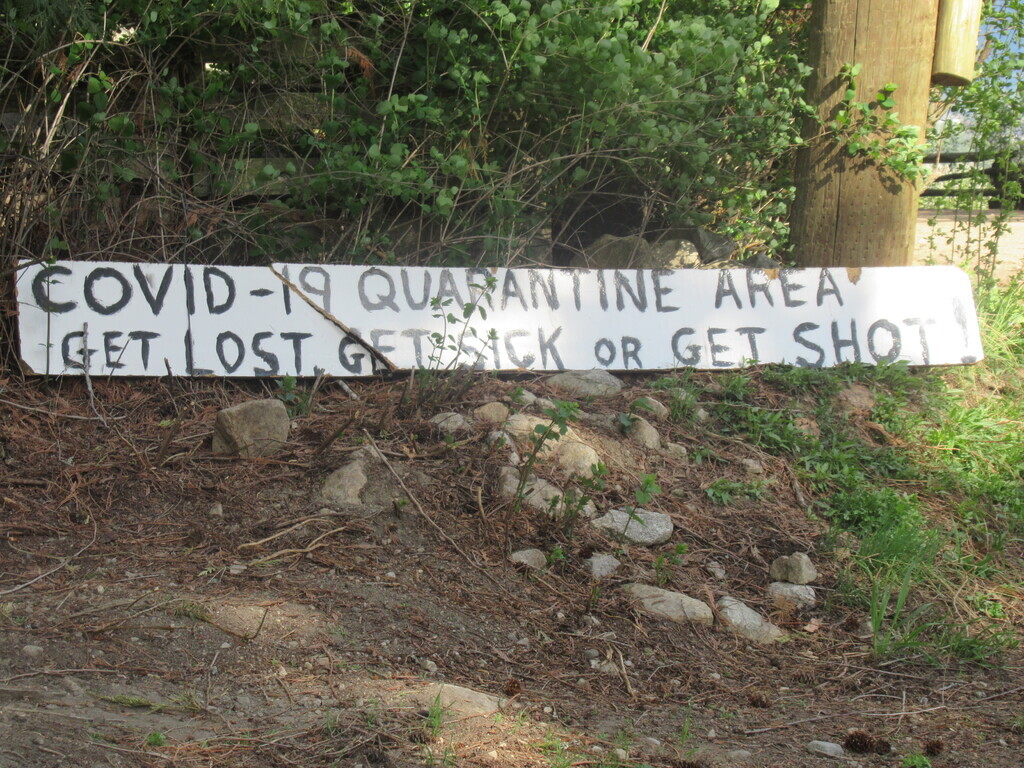 COVID-19 QUARANTINE AREA
GET LOST, GET SICK OR GET SHOT!